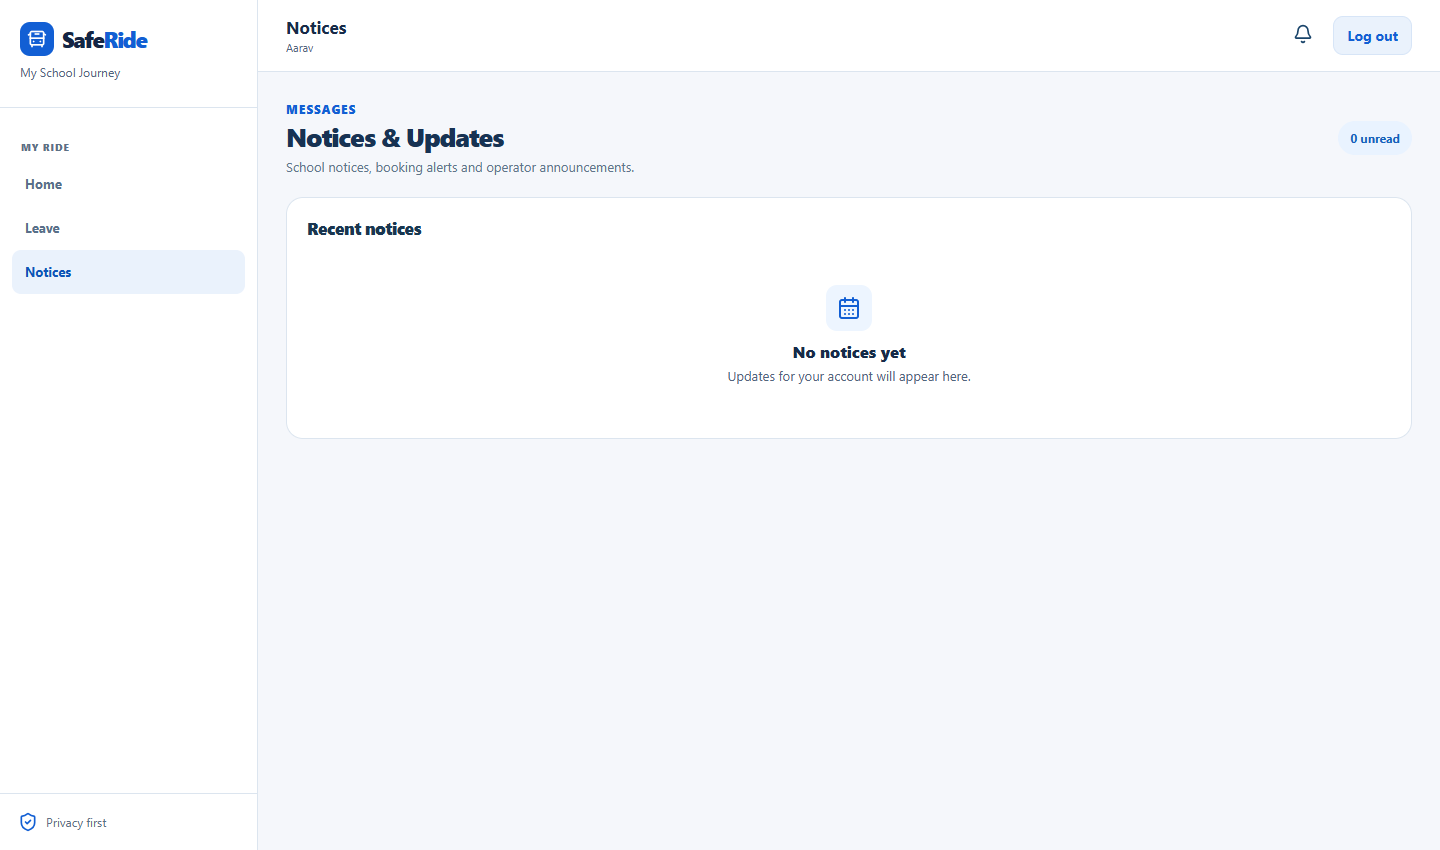 SafeRide
My School Journey
MY RIDE
Home
Leave
Notices
Privacy first
Notices
Aarav
Log out
MESSAGES
Notices & Updates
School notices, booking alerts and operator announcements.
0 unread
Recent notices
No notices yet
Updates for your account will appear here.